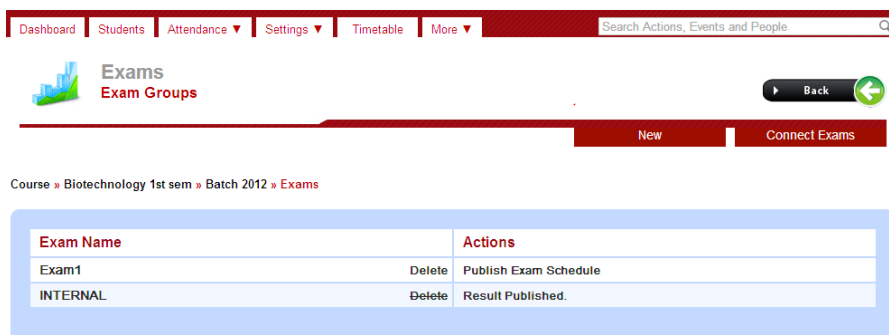 Dashboard Students Attendance ▼ Settings ▼ Timetable More ▼ Search Actions, Events and People
Exams
Exam Groups
Back
New Connect Exams
Course » Biotechnology 1st sem » Batch 2012 » Exams
Exam Name Actions
Exam1 Delete Publish Exam Schedule
INTERNAL Delete Result Published.